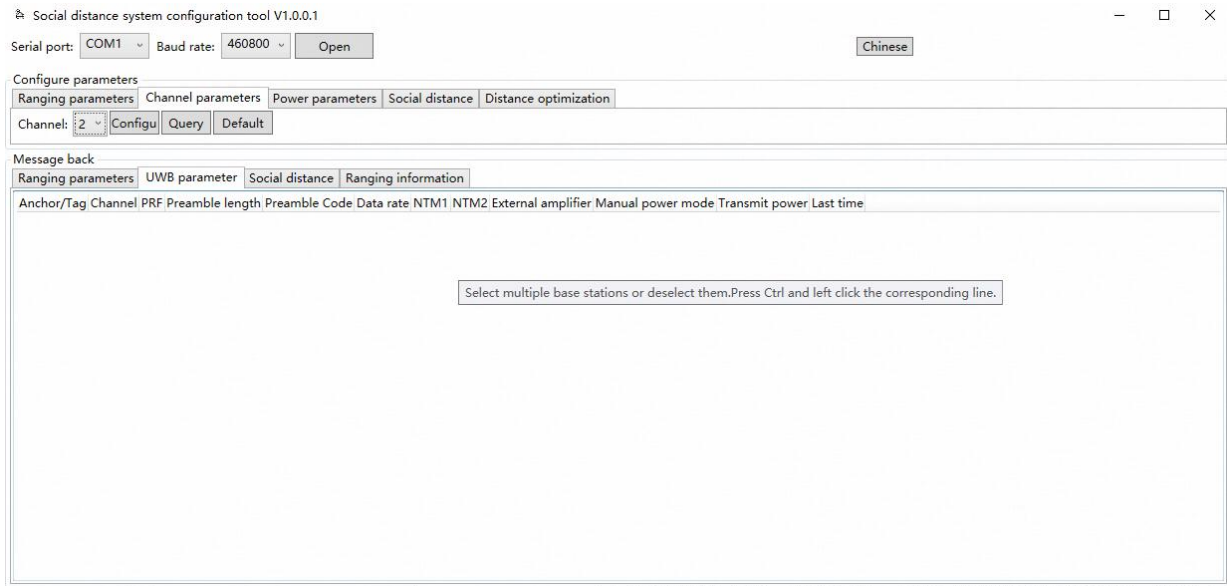 Social distance system configuration tool V1.0.0.1
Serial port: COM1 Baud rate: 460800 Open Chinese
Configure parameters
Ranging parameters Channel parameters Power parameters Social distance Distance optimization
Channel: 2 Configu Query Default
Message back
Ranging parameters UWB parameter Social distance Ranging information
Anchor/Tag Channel PRF Preamble length Preamble Code Data rate NTM1 NTM2 External amplifier Manual power mode Transmit power Last time
Select multiple base stations or deselect them.Press Ctrl and left click the corresponding line.